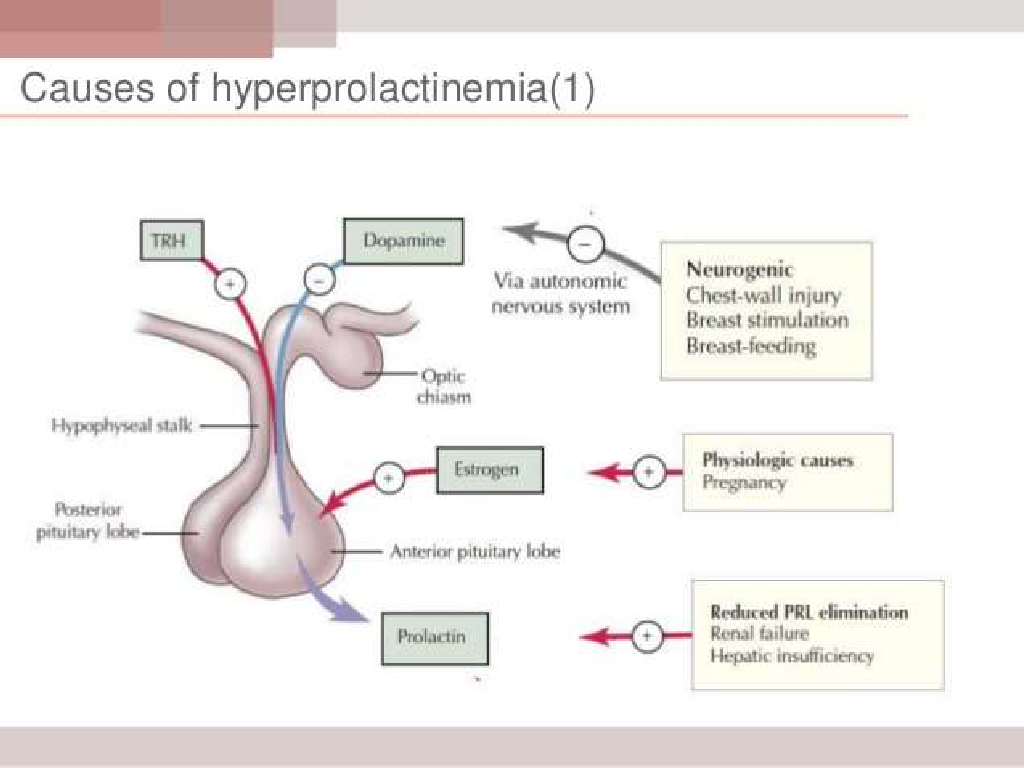 Causes of hyperprolactinemia(1)
TRH
+
Dopamine
−
−
Via autonomic
nervous system
Neurogenic
Chest-wall injury
Breast stimulation
Breast-feeding
Optic
chiasm
Hypophyseal stalk
Estrogen
+
+
Physiologic causes
Pregnancy
Posterior
pituitary lobe
Anterior pituitary lobe
Prolactin
+
Reduced PRL elimination
Renal failure
Hepatic insufficiency